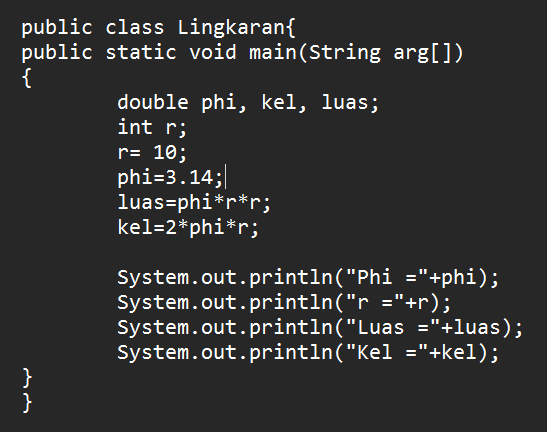 public class Lingkaran{
public static void main(String arg[])
{
double phi, kel, luas;
int r;
r= 10;
phi=3.14;
luas=phi*r*r;
kel=2*phi*r;
System.out.println("Phi ="+phi);
System.out.println("r ="+r);
System.out.println("Luas ="+luas);
System.out.println("Kel ="+kel);
}
}